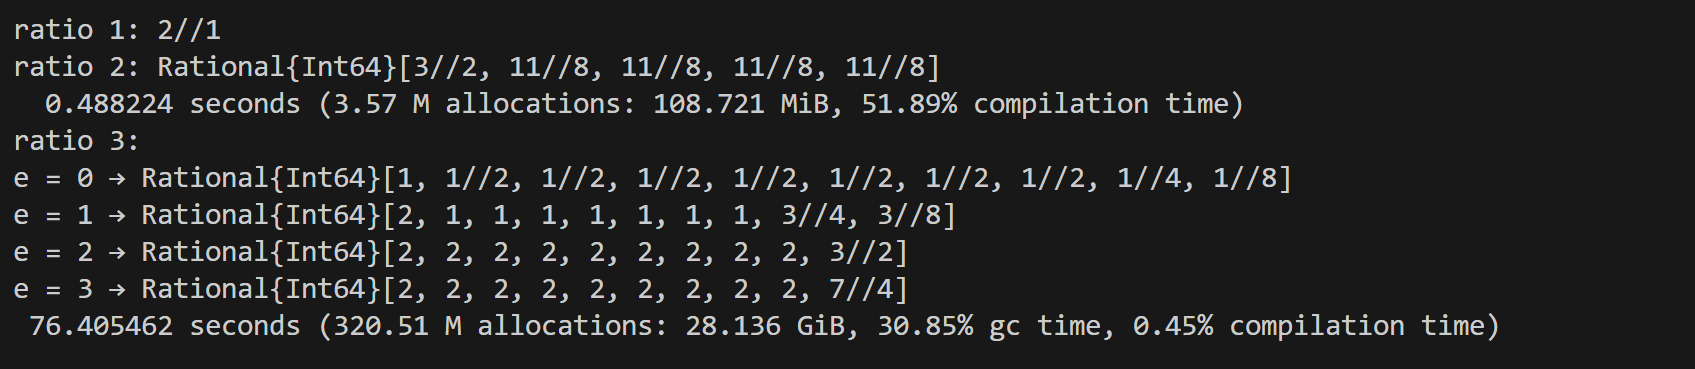 ratio 1: 2//1
ratio 2: Rational{Int64}[3//2, 11//8, 11//8, 11//8, 11//8]
  0.488224 seconds (3.57 M allocations: 108.721 MiB, 51.89% compilation time)
ratio 3:
e = 0 → Rational{Int64}[1, 1//2, 1//2, 1//2, 1//2, 1//2, 1//2, 1//2, 1//4, 1//8]
e = 1 → Rational{Int64}[2, 1, 1, 1, 1, 1, 1, 1, 3//4, 3//8]
e = 2 → Rational{Int64}[2, 2, 2, 2, 2, 2, 2, 2, 2, 3//2]
e = 3 → Rational{Int64}[2, 2, 2, 2, 2, 2, 2, 2, 2, 7//4]
 76.405462 seconds (320.51 M allocations: 28.136 GiB, 30.85% gc time, 0.45% compilation time)